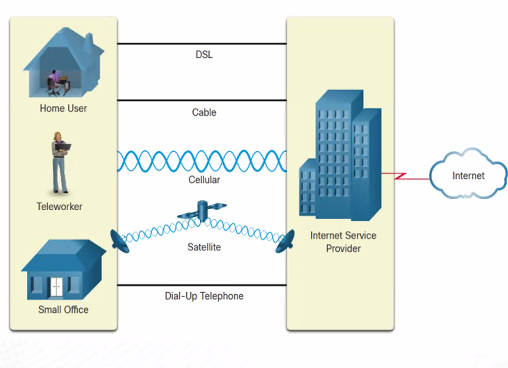 DSL
Home User
Cable
Cellular
Internet
Teleworker
Satellite
Internet Service
Provider
Dial-Up Telephone
Small Office